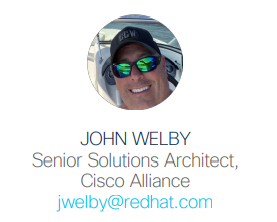 JOHN WELBY
Senior Solutions Architect,
Cisco Alliance
jwelby@redhat.com